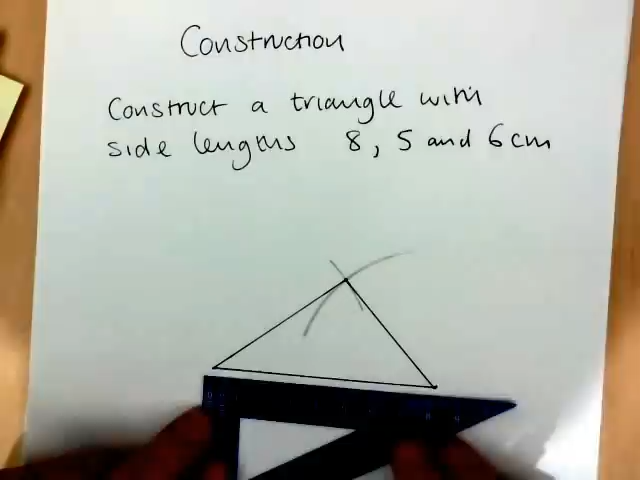 Construction
Construct a triangle with
side lengths 8, 5 and 6cm